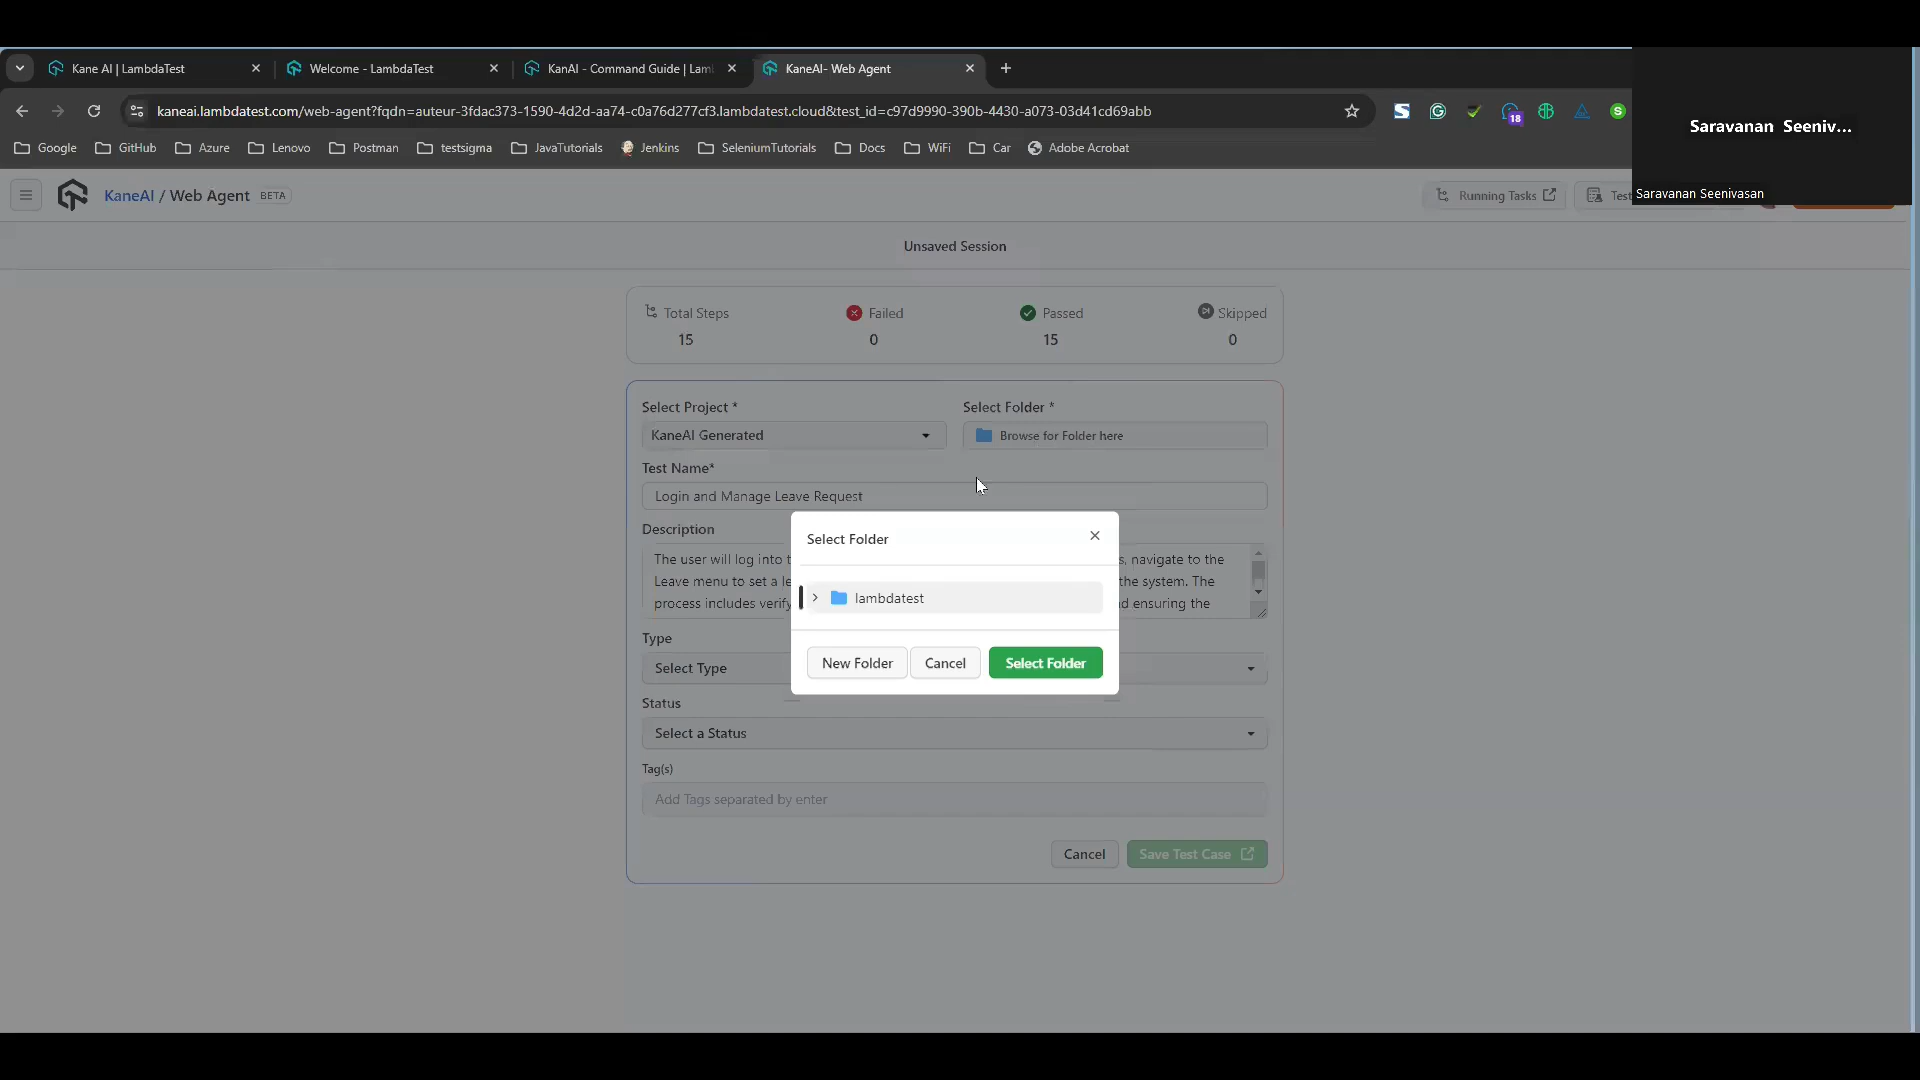 Kane AI | LambdaTest
Welcome - LambdaTest
KanAI - Command Guide | Lam
KaneAI- Web Agent
kaneai.lambdatest.com/web-agent?fqdn=auteur-3fdac373-1590-4d2d-aa74-c0a76d277cf3.lambdatest.cloud&test_id=c97d9990-390b-4430-a073-03d41cd69abb
18
Saravanan Seeniv...
Google
GitHub
Azure
Lenovo
Postman
testsigma
JavaTutorials
Jenkins
SeleniumTutorials
Docs
WiFi
Car
Adobe Acrobat
KaneAI / Web Agent BETA
Running Tasks
Test
Saravanan Seenivasan
Unsaved Session
Total Steps
Failed
Passed
Skipped
15
0
15
0
Select Project *
Select Folder *
KaneAI Generated
Browse for Folder here
Test Name*
Login and Manage Leave Request
Description
The user will log into
s, navigate to the
Leave menu to set a le
the system. The
process includes verify
d ensuring the
Select Folder
lambdatest
New Folder
Cancel
Select Folder
Type
Select Type
Status
Select a Status
Tag(s)
Add Tags separated by enter
Cancel
Save Test Case